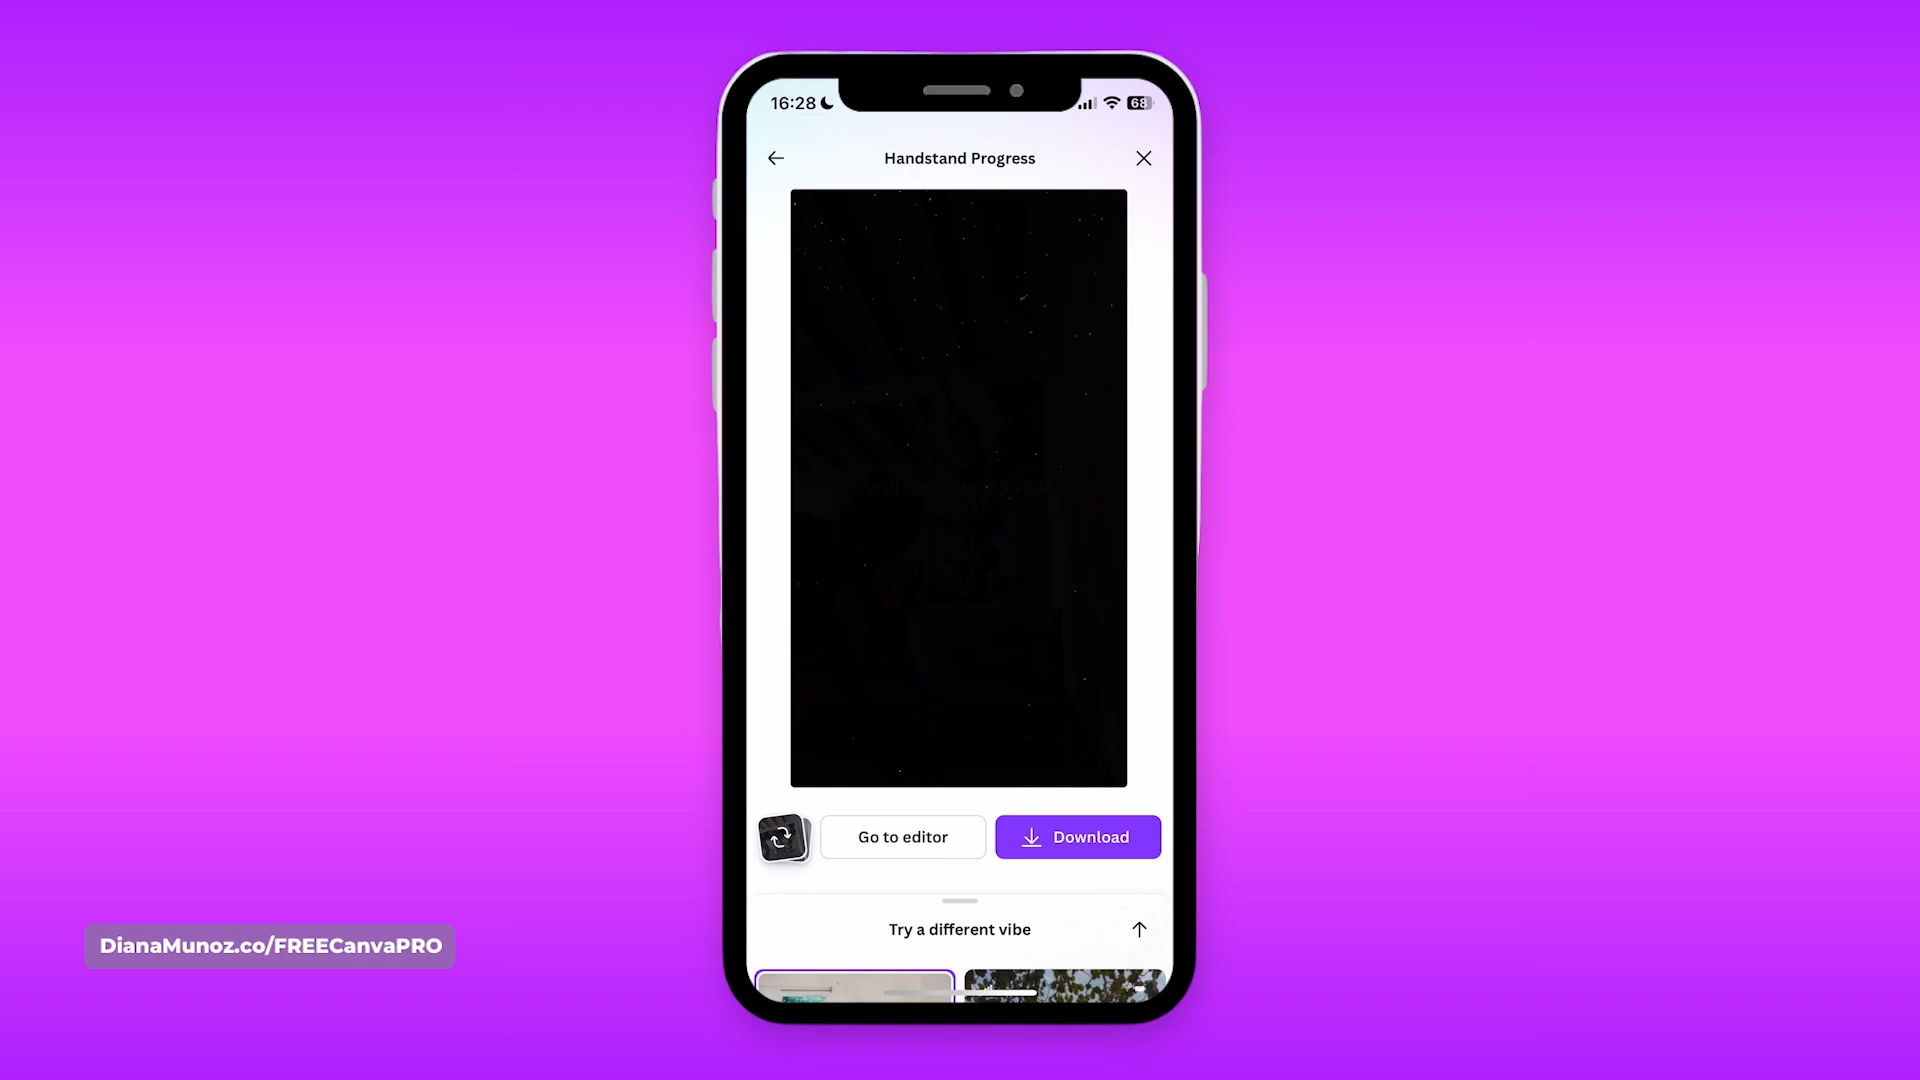 16:28
68
Handstand Progress
Go to editor
Download
Try a different vibe
DianaMunoz.co/FREECanvaPRO